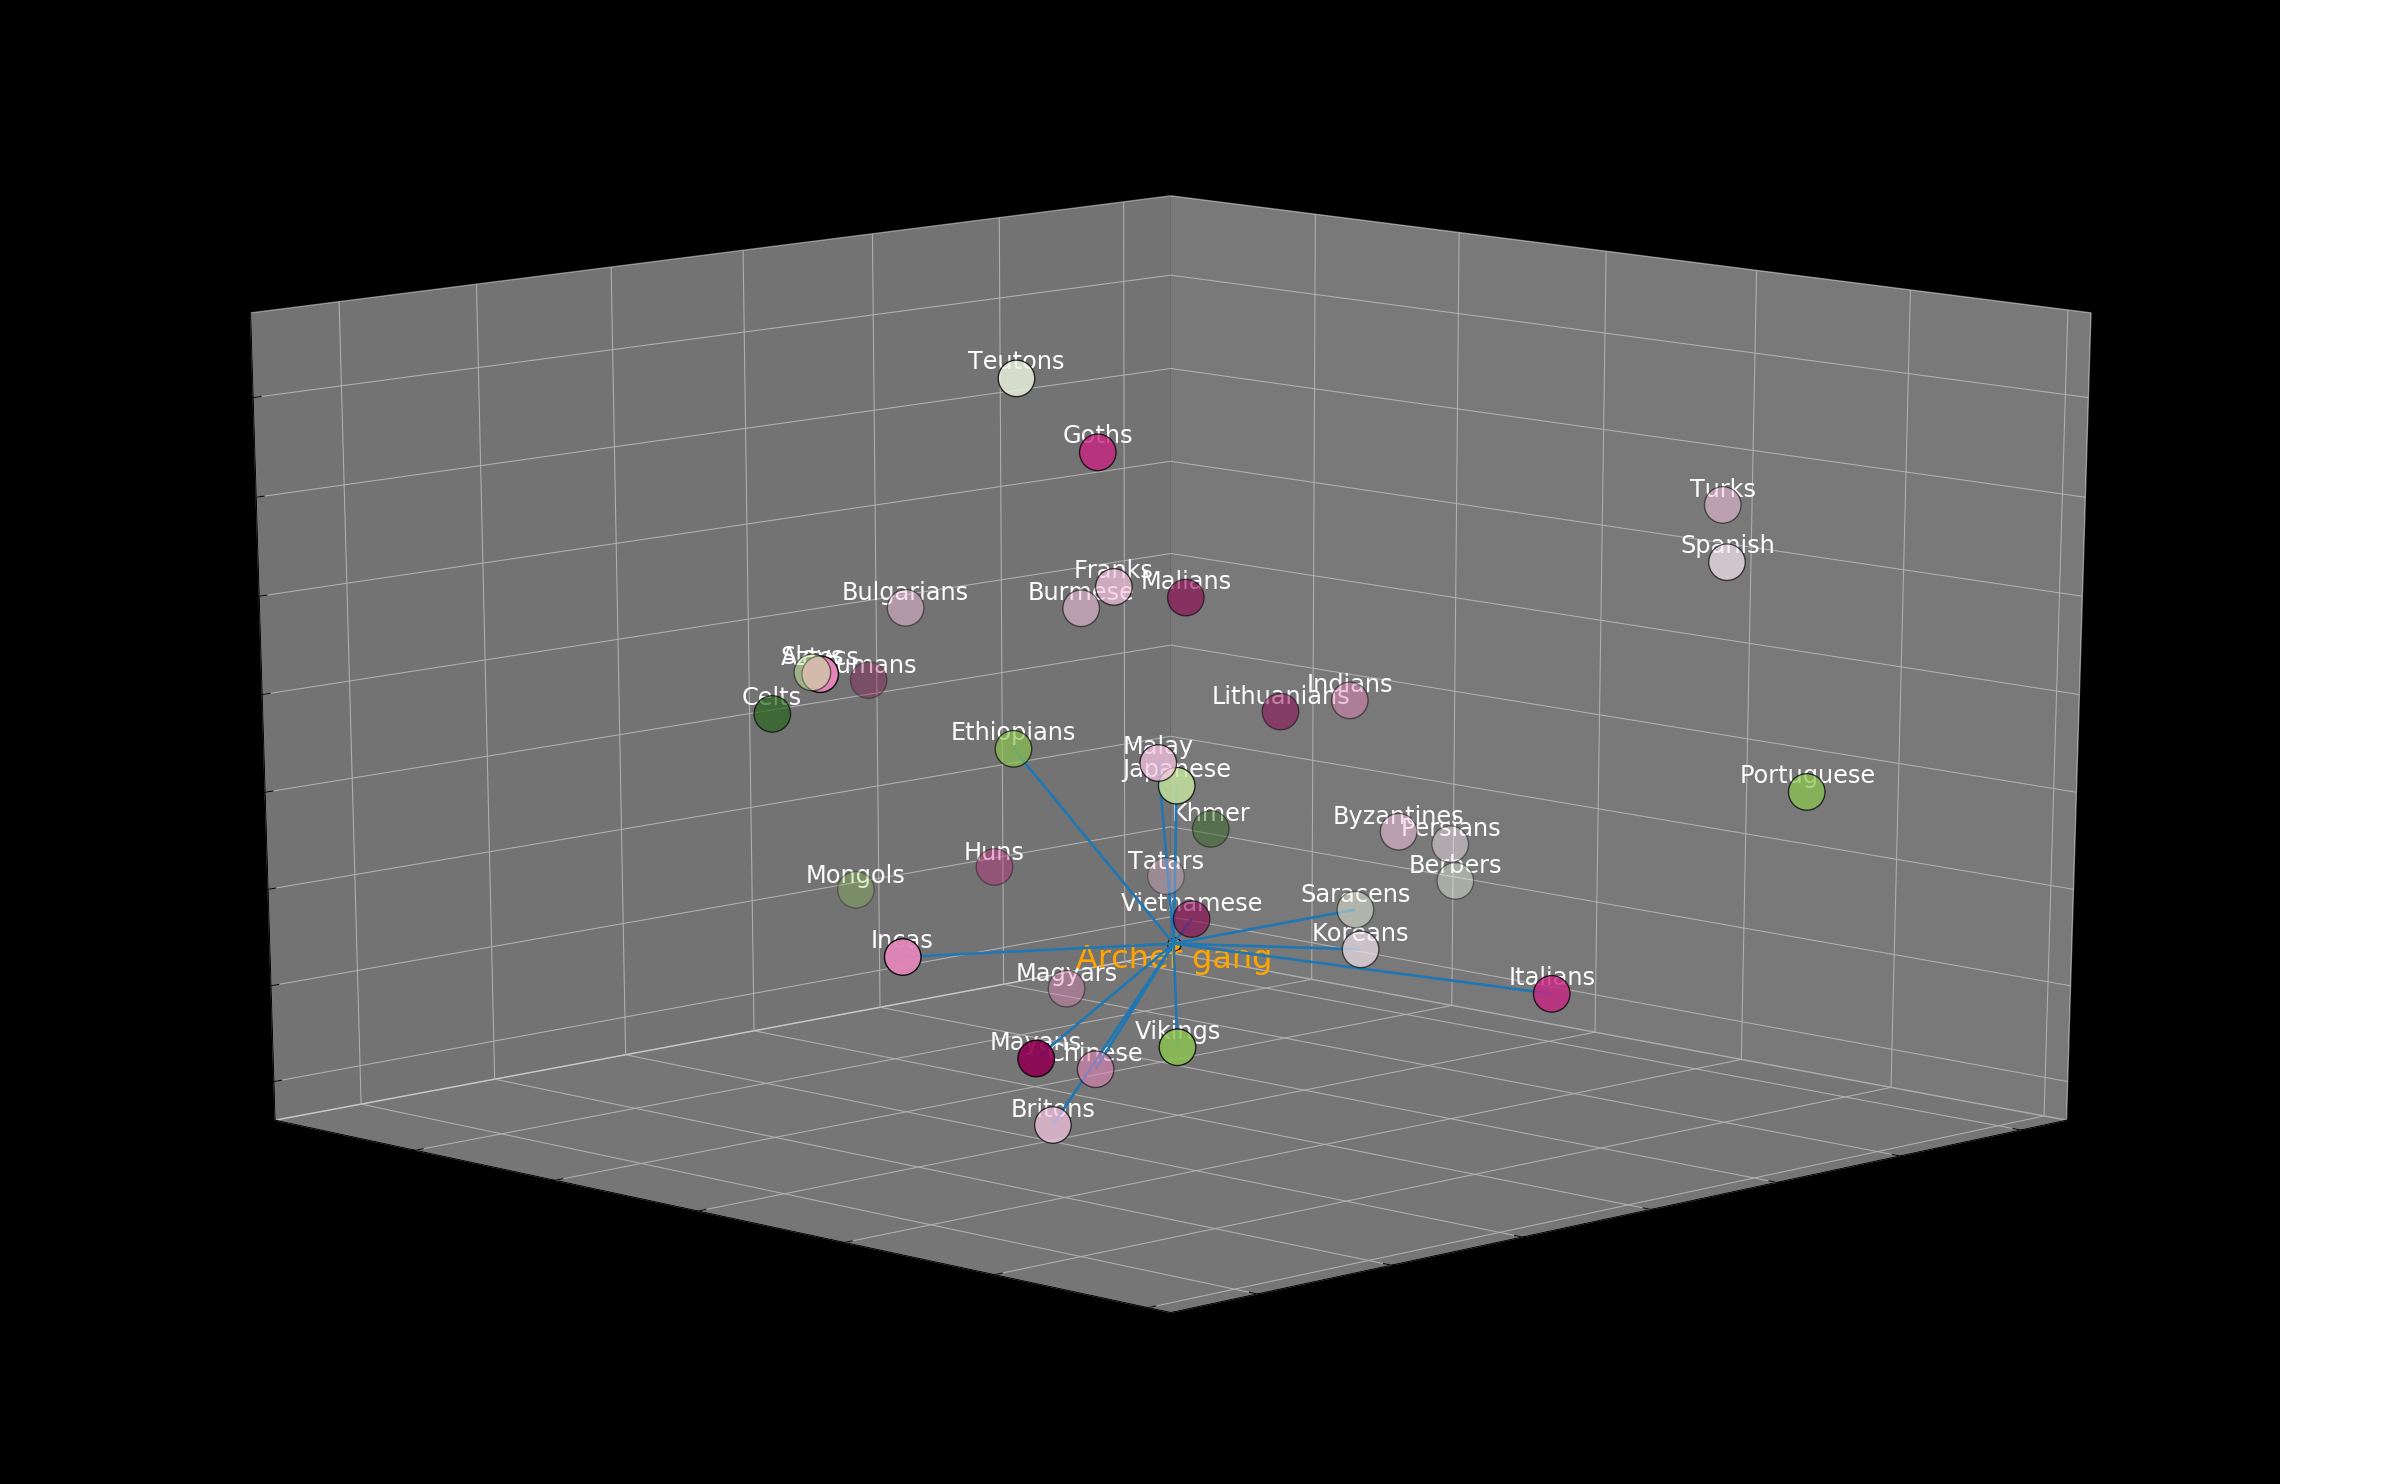 Teutons
Goths
Turks
Spanish
Franks
Malians
Bulgarians
Burmese
Slavs
Aztecs
Cumans
Indians
Lithuanians
Celts
Ethiopians
Malay
Japanese
Portuguese
Khmer
Byzantines
Persians
Huns
Tatars
Berbers
Mongols
Saracens
Vietnamese
Koreans
Incas
Archer gang
Magyars
Italians
Vikings
Mayans
Chinese
Britons